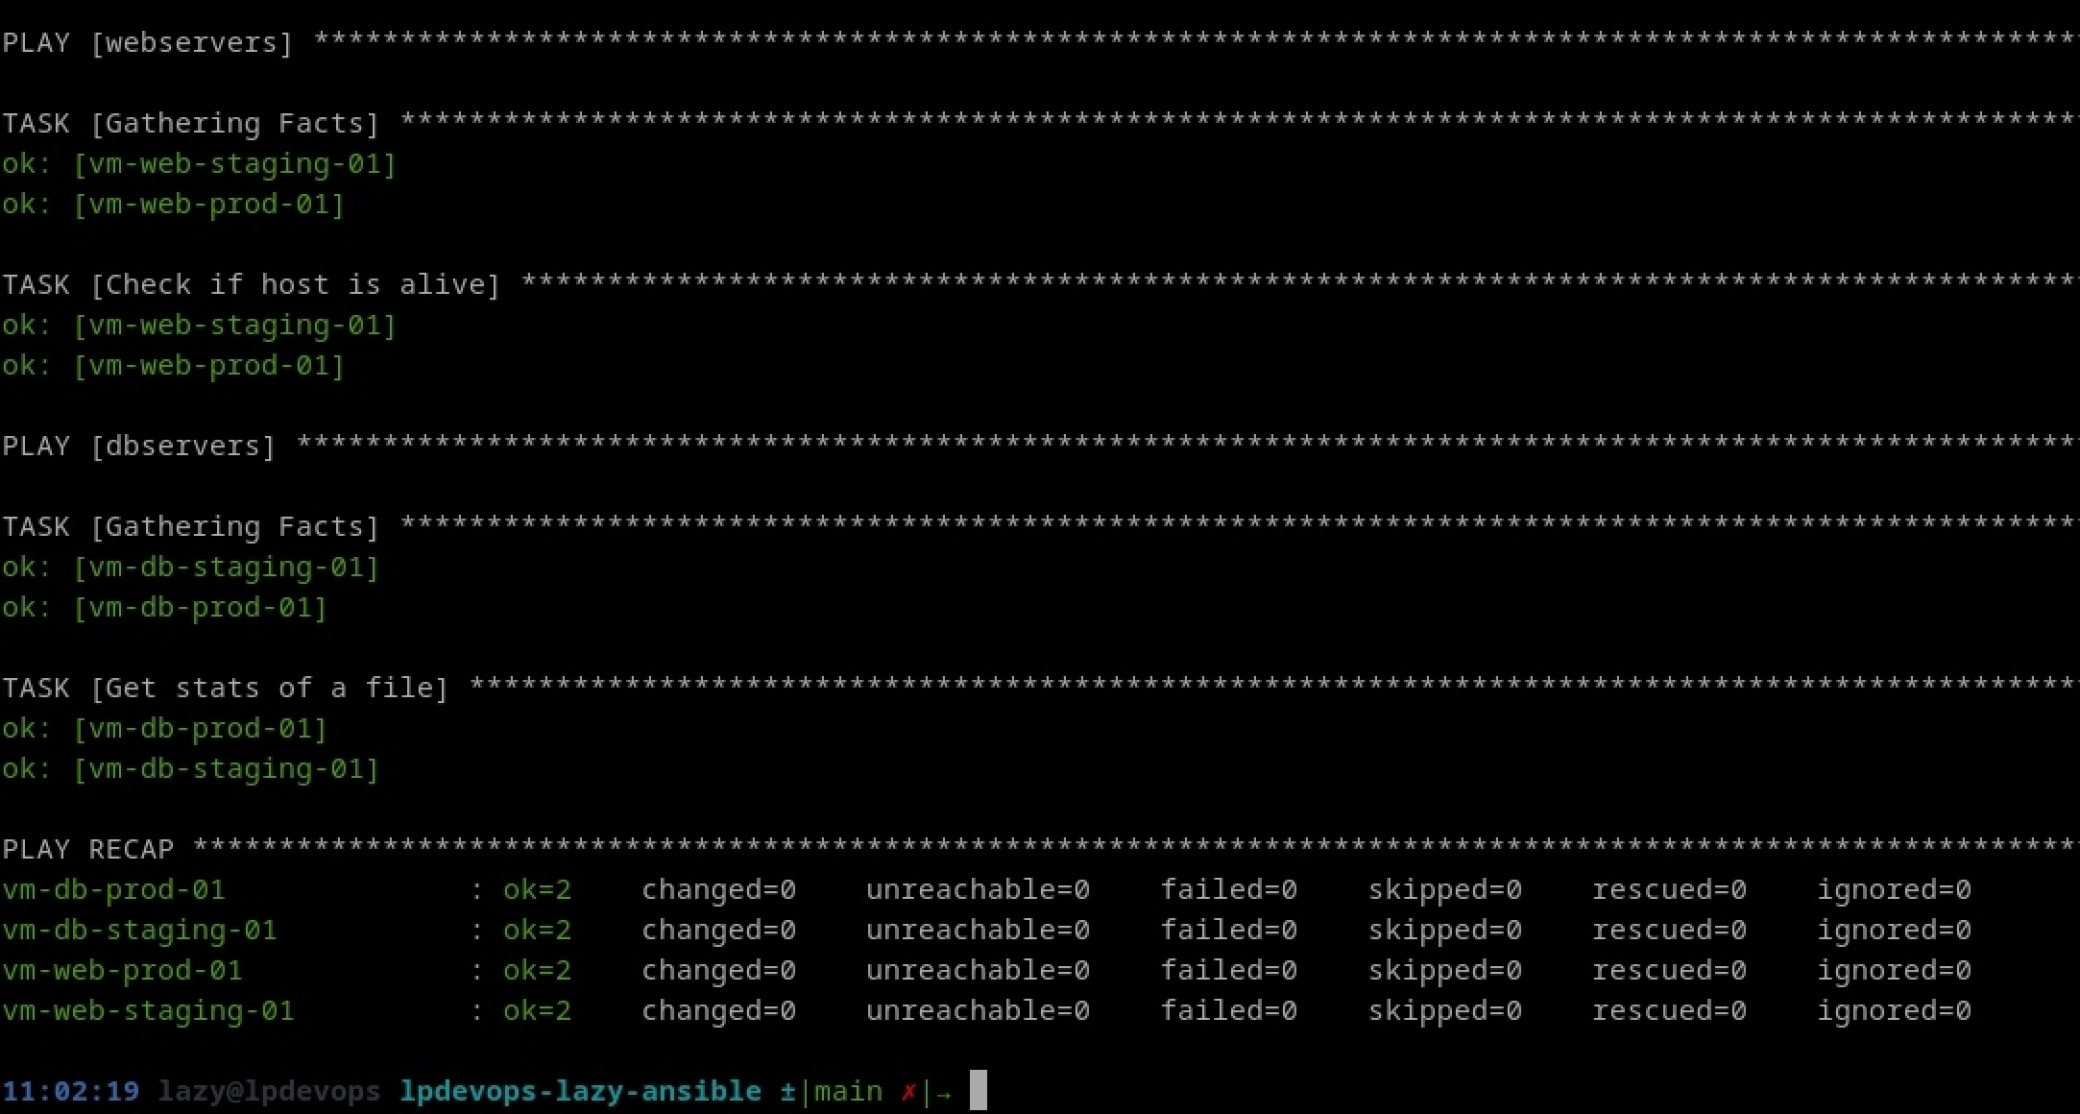 PLAY [webservers] *******************************************************************************************************
TASK [Gathering Facts] **************************************************************************************************
ok: [vm-web-staging-01]
ok: [vm-web-prod-01]
TASK [Check if host is alive] *******************************************************************************************
ok: [vm-web-staging-01]
ok: [vm-web-prod-01]
PLAY [dbservers] ********************************************************************************************************
TASK [Gathering Facts] **************************************************************************************************
ok: [vm-db-staging-01]
ok: [vm-db-prod-01]
TASK [Get stats of a file] **********************************************************************************************
ok: [vm-db-prod-01]
ok: [vm-db-staging-01]
PLAY RECAP **************************************************************************************************************
vm-db-prod-01 : ok=2 changed=0 unreachable=0 failed=0 skipped=0 rescued=0 ignored=0
vm-db-staging-01 : ok=2 changed=0 unreachable=0 failed=0 skipped=0 rescued=0 ignored=0
vm-web-prod-01 : ok=2 changed=0 unreachable=0 failed=0 skipped=0 rescued=0 ignored=0
vm-web-staging-01 : ok=2 changed=0 unreachable=0 failed=0 skipped=0 rescued=0 ignored=0
11:02:19 lazy@lpdevops lpdevops-lazy-ansible ±|main ✗|→